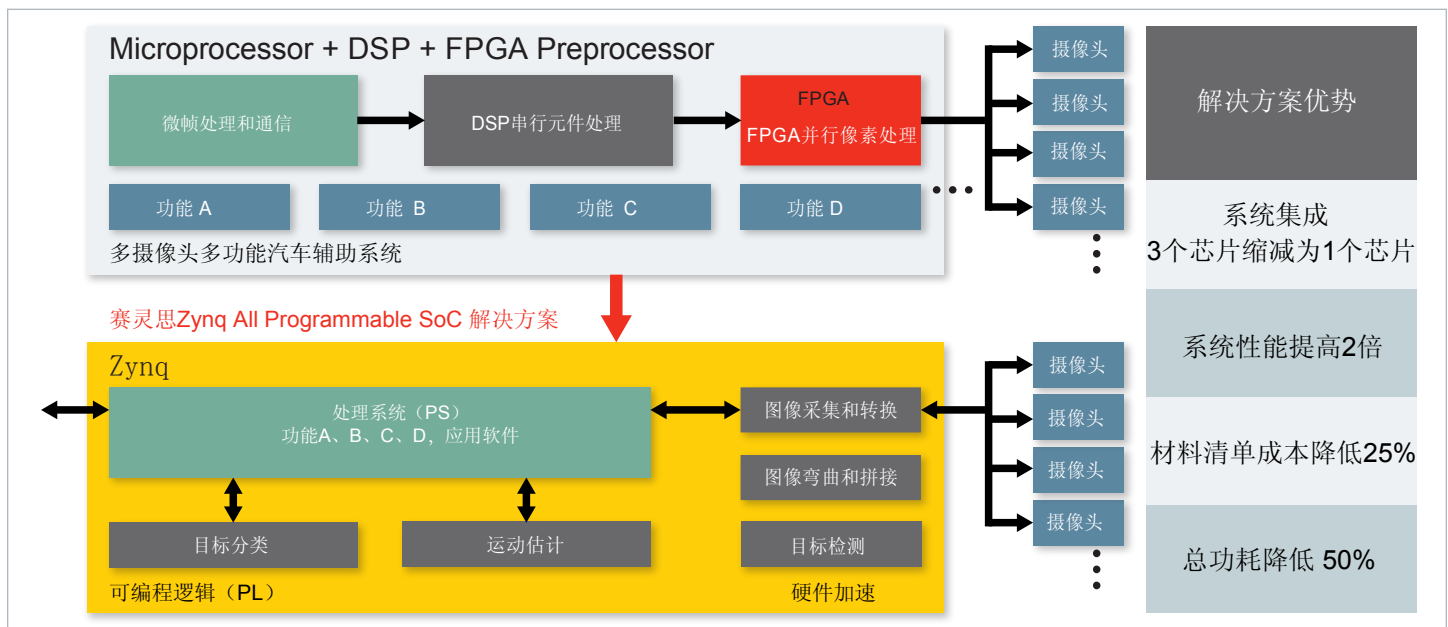 Microprocessor + DSP + FPGA Preprocessor
微帧处理和通信
DSP串行元件处理
FPGA
FPGA并行像素处理
功能 A
功能 B
功能 C
功能 D
多摄像头多功能汽车辅助系统
摄像头
摄像头
摄像头
摄像头
赛灵思Zynq All Programmable SoC 解决方案
Zynq
处理系统（PS）
功能A、B、C、D，应用软件
图像采集和转换
图像弯曲和拼接
目标分类
运动估计
目标检测
可编程逻辑（PL）
硬件加速
摄像头
摄像头
摄像头
摄像头
解决方案优势
系统集成
3个芯片缩减为1个芯片
系统性能提高2倍
材料清单成本降低25%
总功耗降低 50%